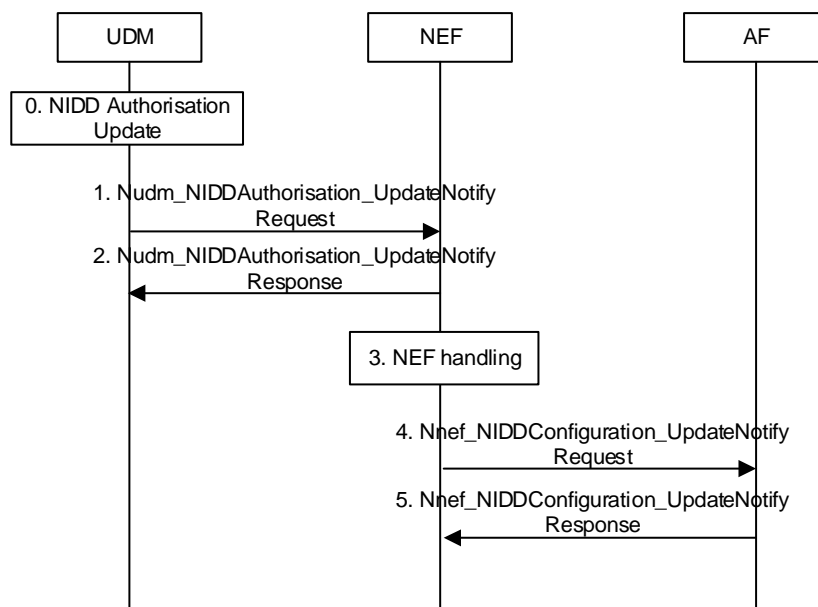 UDM
NEF
AF
0. NIDD Authorisation
Update
1. Nudm_NIDDAuthorisation_UpdateNotify
Request
2. Nudm_NIDDAuthorisation_UpdateNotify
Response
3. NEF handling
4. Nnef_NIDDConfiguration_UpdateNotify
Request
5. Nnef_NIDDConfiguration_UpdateNotify
Response